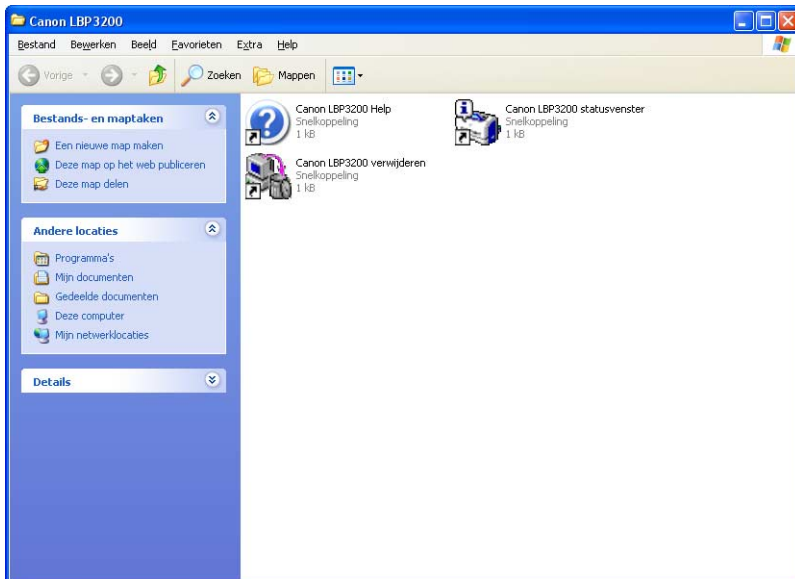 Canon LBP3200
Bestand Bewerken Beeld Favorieten Extra Help
Vorige Zoeken Mappen
Bestands- en maptaken
Een nieuwe map maken
Deze map op het web publiceren
Deze map delen
Andere locaties
Programma's
Mijn documenten
Gedeelde documenten
Deze computer
Mijn netwerklocaties
Details
Canon LBP3200 Help
Snelkoppeling
1 kB
Canon LBP3200 statusvenster
Snelkoppeling
1 kB
Canon LBP3200 verwijderen
Snelkoppeling
1 kB